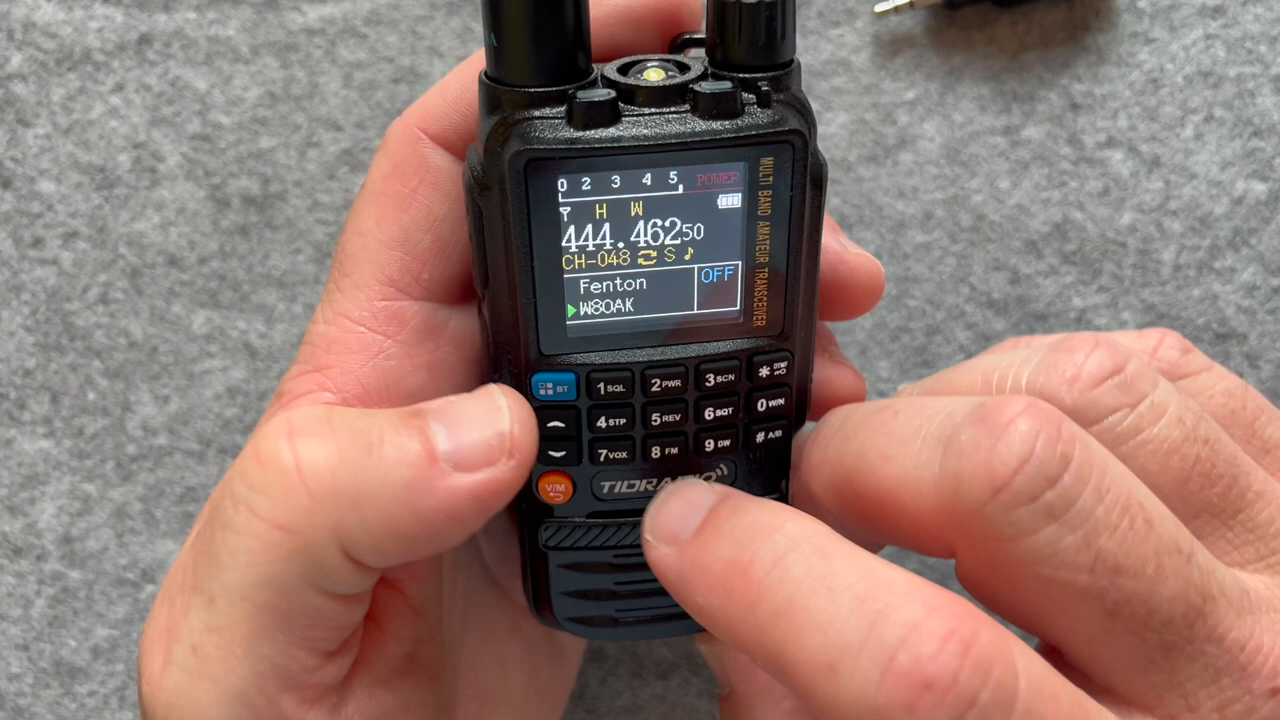 A
0 2 3 4 5 POWER
H W
444.46250
CH-048 S
Fenton OFF
W8OAK
MULTI BAND AMATEUR TRANSCEIVER
BT 1 SQL 2 PWR 3 SCN * DTMF
4 STP 5 REV 6 SQT 0 W/N
7 VOX 8 FM 9 DW # A/B
V/M TIDRADIO